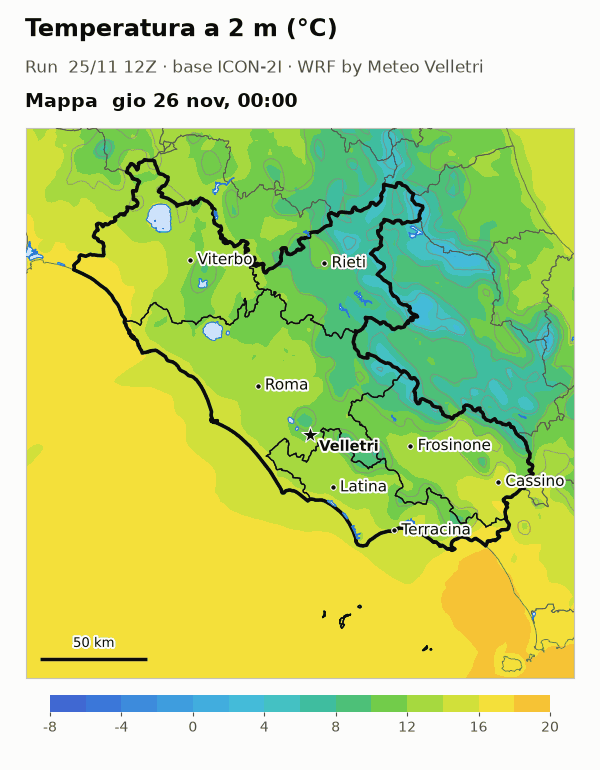 Temperatura a 2 m (°C)
Run  25/11 12Z · base ICON-2I · WRF by Meteo Velletri
Mappa  gio 26 nov, 00:00
Viterbo
Rieti
Roma
Velletri
Frosinone
Cassino
Latina
Terracina
50 km
-8 -4 0 4 8 12 16 20